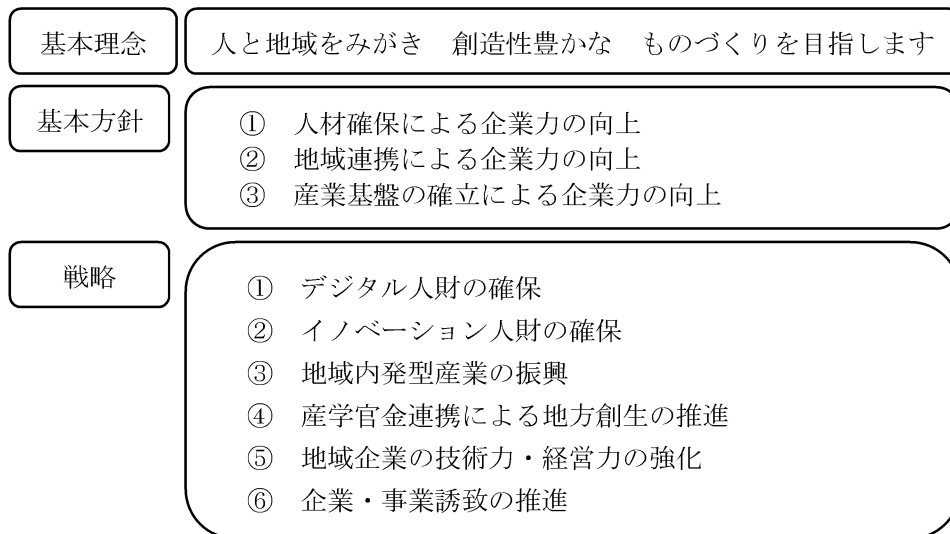 基本理念
人と地域をみがき　創造性豊かな　ものづくりを目指します
基本方針
①　人材確保による企業力の向上
②　地域連携による企業力の向上
③　産業基盤の確立による企業力の向上
戦略
①　デジタル人財の確保
②　イノベーション人財の確保
③　地域内発型産業の振興
④　産学官金連携による地方創生の推進
⑤　地域企業の技術力・経営力の強化
⑥　企業・事業誘致の推進